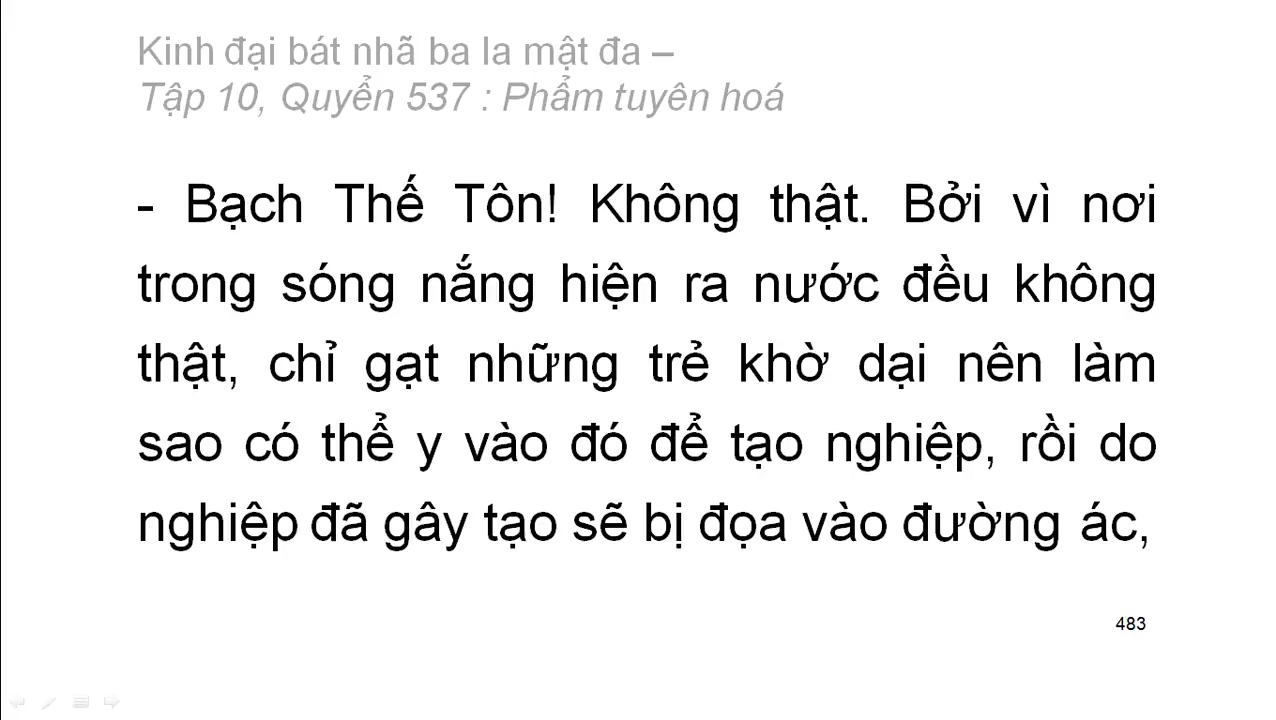 Kinh đại bát nhã ba la mật đa –
Tập 10, Quyển 537 : Phẩm tuyên hoá
- Bạch Thế Tôn! Không thật. Bởi vì nơi
trong sóng nắng hiện ra nước đều không
thật, chỉ gạt những trẻ khờ dại nên làm
sao có thể y vào đó để tạo nghiệp, rồi do
nghiệp đã gây tạo sẽ bị đọa vào đường ác,
483